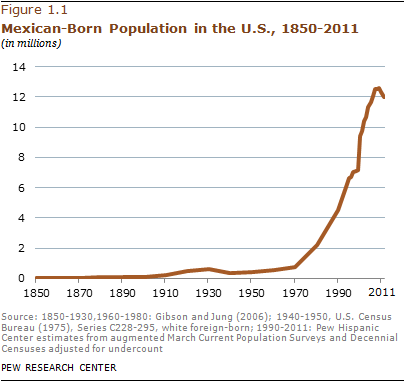 Figure 1.1
Mexican-Born Population in the U.S., 1850-2011
(in millions)
14
12
10
8
6
4
2
0
1850 1870 1890 1910 1930 1950 1970 1990 2011
Source: 1850-1930,1960-1980: Gibson and Jung (2006); 1940-1950, U.S. Census
Bureau (1975), Series C228-295, white foreign-born; 1990-2011: Pew Hispanic
Center estimates from augmented March Current Population Surveys and Decennial
Censuses adjusted for undercount
PEW RESEARCH CENTER